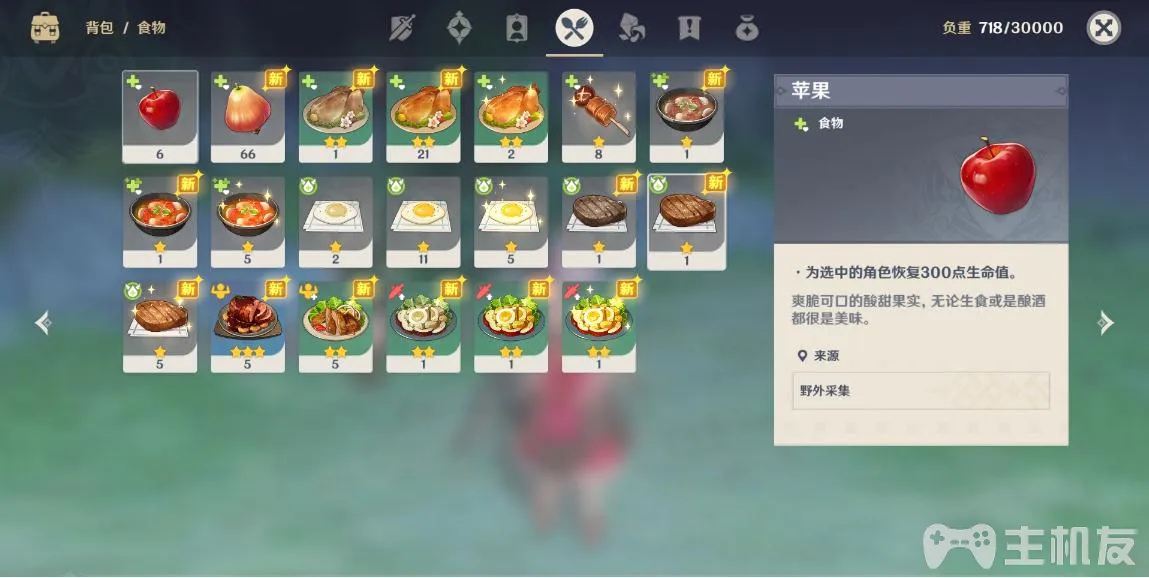 背包 / 食物
负重 718/30000
新 新 新 新
6 66 1 21 2 8 1
新 新 新 新
1 5 2 11 5 1 1
新 新 新 新 新 新
5 5 5 1 1 1
苹果
食物
·为选中的角色恢复300点生命值。
爽脆可口的酸甜果实，无论生食或是酿酒
都很是美味。
来源
野外采集
主机友